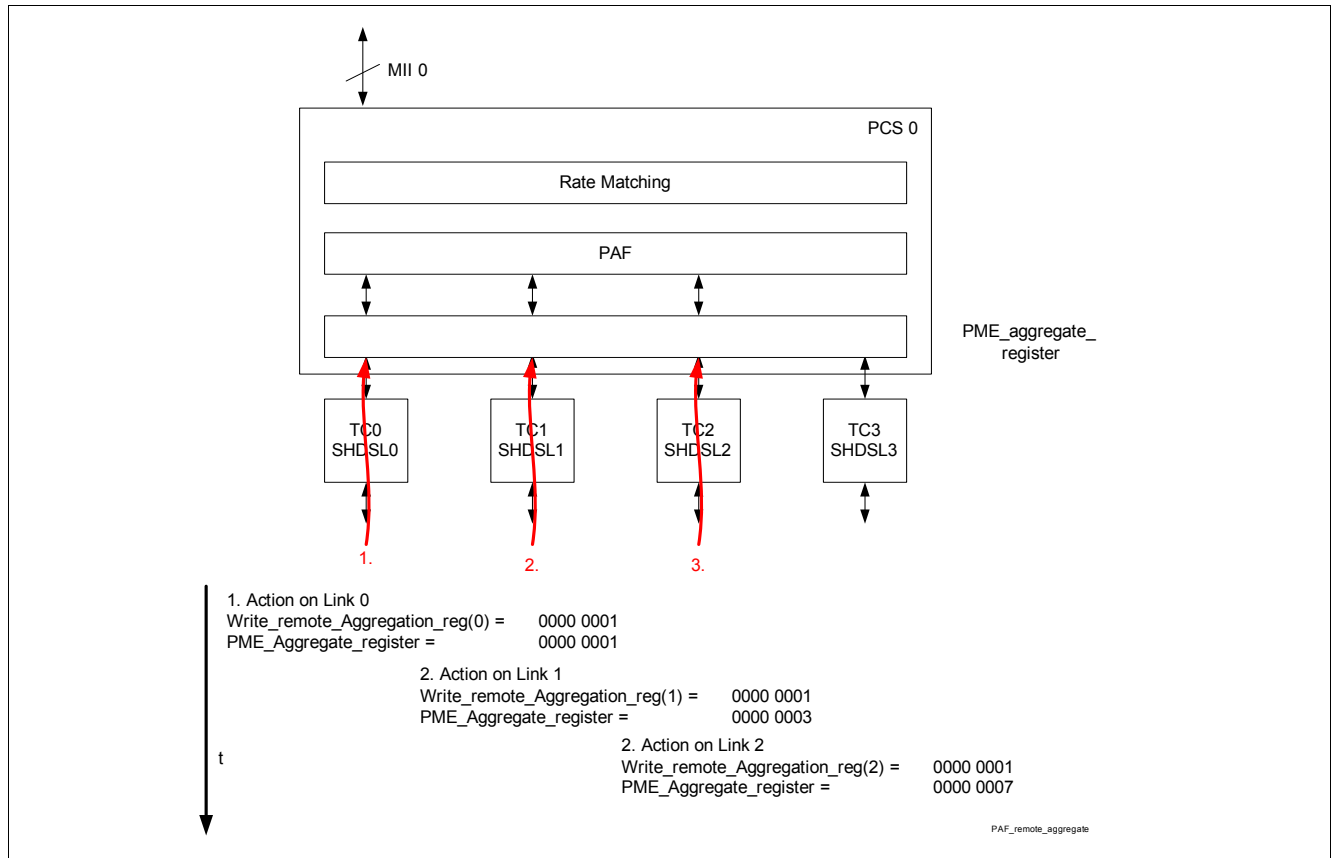 MII 0
PCS 0
Rate Matching
PAF
PME_aggregate_
register
TC0
SHDSL0
TC1
SHDSL1
TC2
SHDSL2
TC3
SHDSL3
1.
2.
3.
1. Action on Link 0
Write_remote_Aggregation_reg(0) = 0000 0001
PME_Aggregate_register = 0000 0001
2. Action on Link 1
Write_remote_Aggregation_reg(1) = 0000 0001
PME_Aggregate_register = 0000 0003
2. Action on Link 2
Write_remote_Aggregation_reg(2) = 0000 0001
PME_Aggregate_register = 0000 0007
t
PAF_remote_aggregate